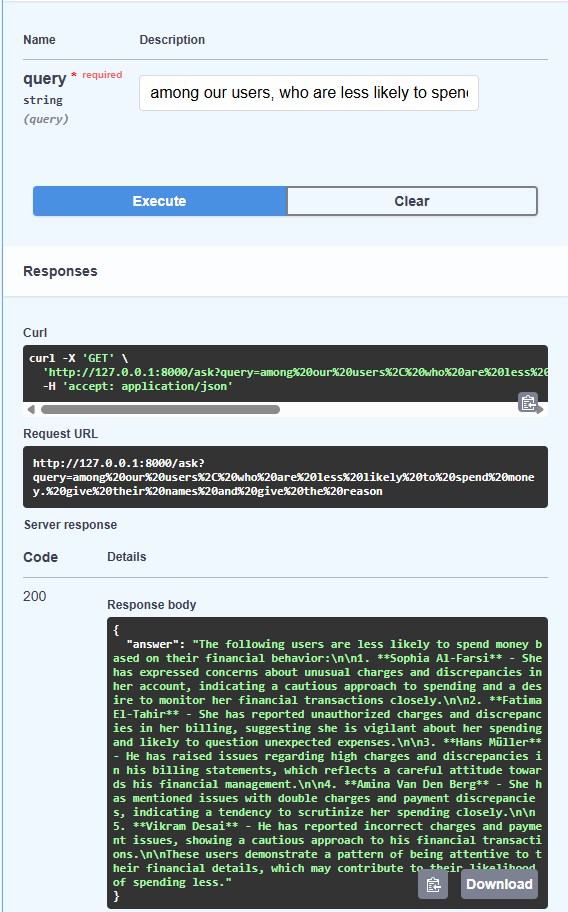 Name Description
query * required
string
(query)
among our users, who are less likely to spend
Execute Clear
Responses
Curl
curl -X 'GET' \
'http://127.0.0.1:8000/ask?query=among%20our%20users%2C%20who%20are%20less%20
-H 'accept: application/json'
Request URL
http://127.0.0.1:8000/ask?
query=among%20our%20users%2C%20who%20are%20less%20likely%20to%20spend%20mone
y.%20give%20their%20names%20and%20give%20the%20reason
Server response
Code Details
200
Response body
{
"answer": "The following users are less likely to spend money b
ased on their financial behavior:\n\n1. **Sophia Al-Farsi** - She
has expressed concerns about unusual charges and discrepancies in
her account, indicating a cautious approach to spending and a des
ire to monitor her financial transactions closely.\n\n2. **Fatima
El-Tahir** - She has reported unauthorized charges and discrepanc
ies in her billing, suggesting she is vigilant about her spending
and likely to question unexpected expenses.\n\n3. **Hans Müller**
- He has raised issues regarding high charges and discrepancies i
n his billing statements, which reflects a careful attitude towar
ds his financial management.\n\n4. **Amina Van Den Berg** - She h
as mentioned issues with double charges and payment discrepancie
s, indicating a tendency to scrutinize her spending closely.\n\n
5. **Vikram Desai** - He has reported incorrect charges and payme
nt issues, showing a cautious approach to his financial transacti
ons.\n\nThese users demonstrate a pattern of being attentive to t
heir financial details, which may contribute to their likelihood
of spending less."
}
Download